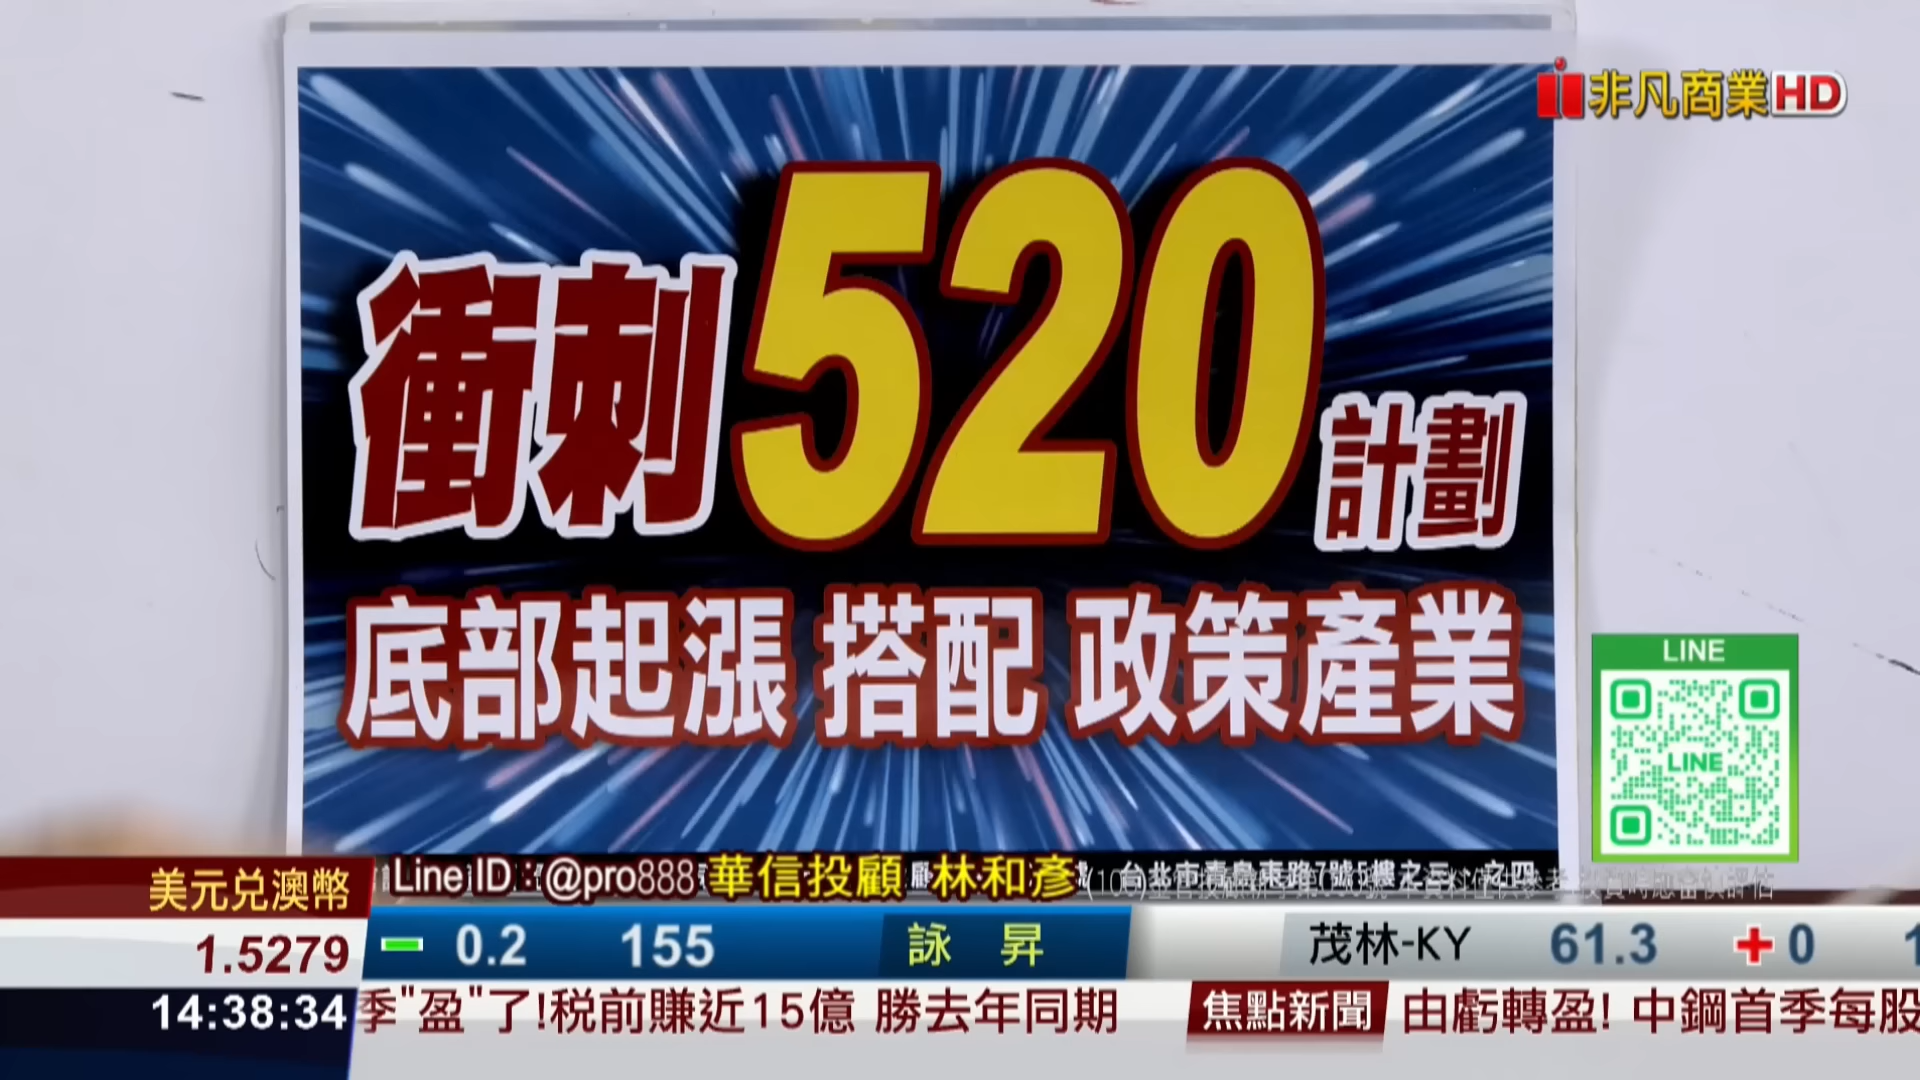 非凡商業HD
衝刺520計劃
底部起漲 搭配 政策產業
LINE
LINE
Line ID:@pro888 華信投顧 林和彥
美元兌澳幣
1.5279
0.2 155 詠昇 茂林-KY 61.3 0
14:38:34
季"盈"了!稅前賺近15億 勝去年同期 焦點新聞 由虧轉盈! 中鋼首季每股